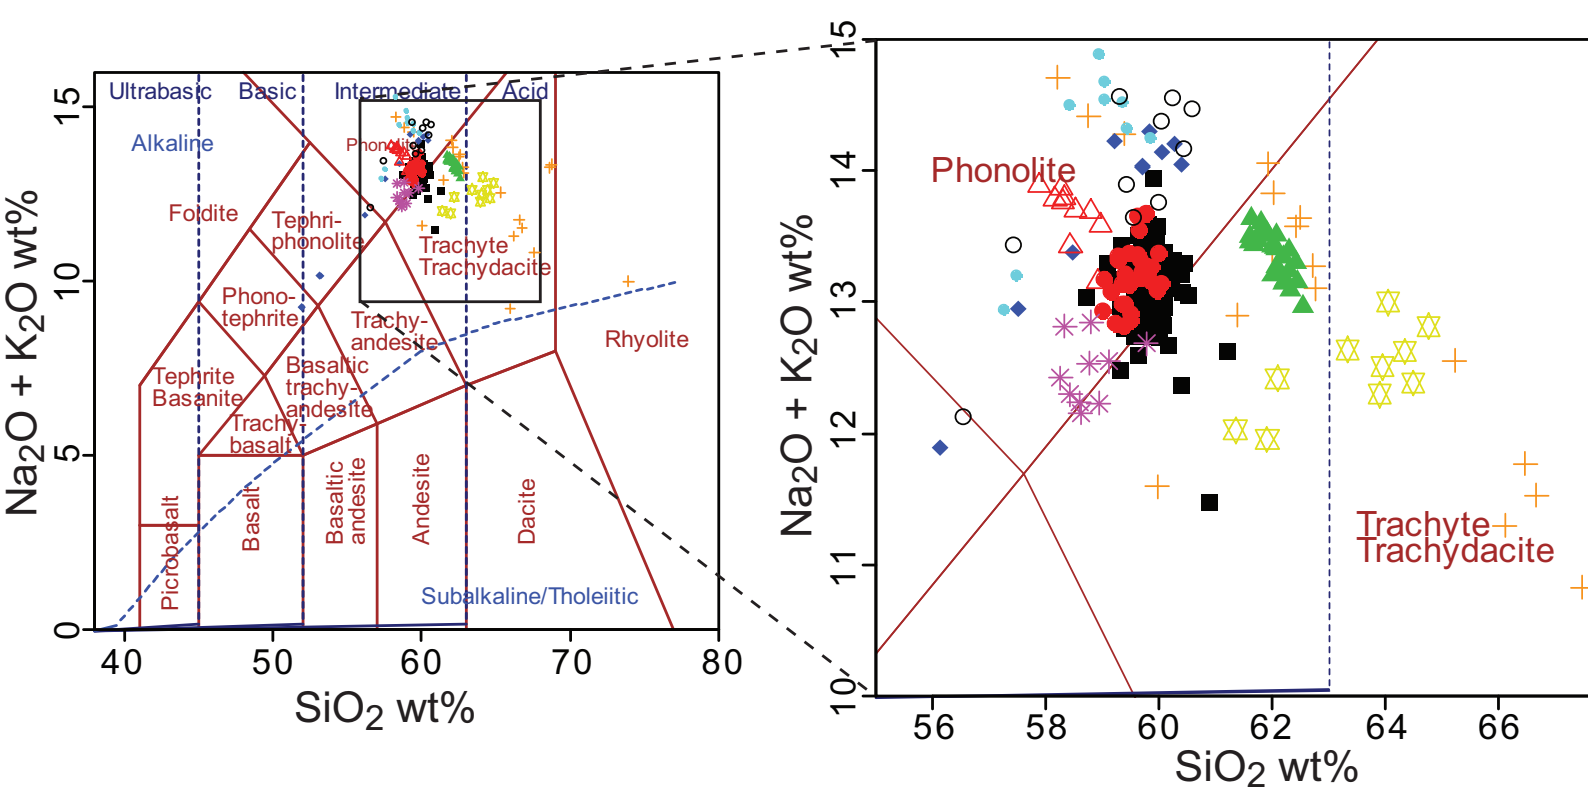 Ultrabasic
Basic
Intermediate
Acid
Alkaline
Phonolite
Foidite
Tephri-
phonolite
Trachyte
Trachydacite
Phono-
tephrite
Trachy-
andesite
Rhyolite
Tephrite
Basanite
Basaltic
trachy-
andesite
Trachy-
basalt
Picrobasalt
Basalt
Basaltic
andesite
Andesite
Dacite
Subalkaline/Tholeiitic
Na2O + K2O wt%
0
5
10
15
40
50
60
70
80
SiO2 wt%
Phonolite
Trachyte
Trachydacite
Na2O + K2O wt%
10
11
12
13
14
15
56
58
60
62
64
66
SiO2 wt%